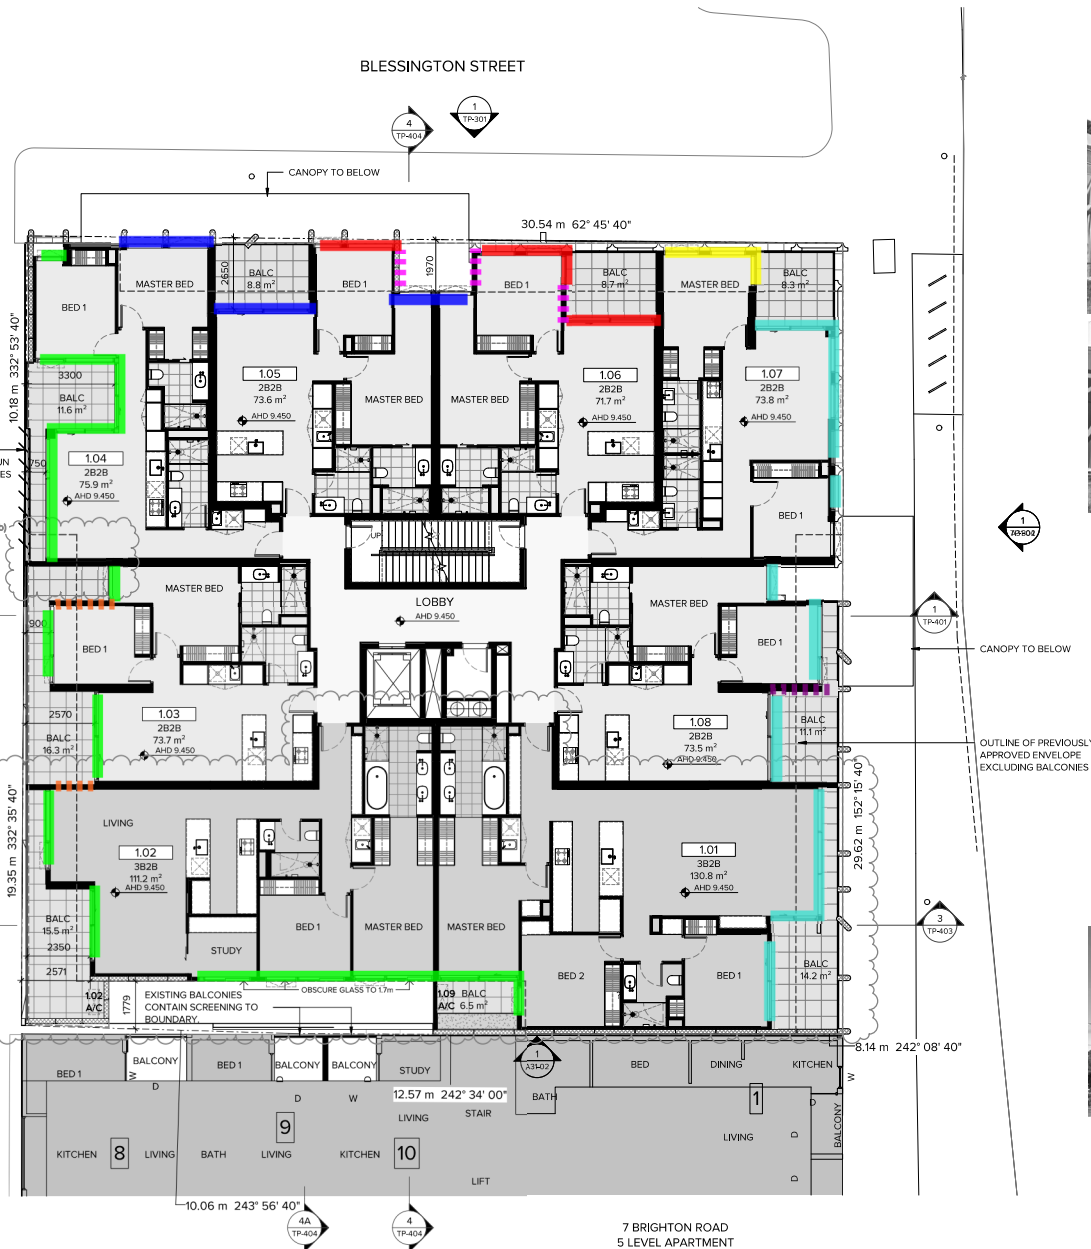 BLESSINGTON STREET
1
TP-301
4
TP-404
CANOPY TO BELOW
30.54 m 62° 45' 40"
2650
1970
BALC
8.8 m²
BALC
8.7 m²
BALC
8.3 m²
MASTER BED
BED 1
BED 1
BED 1
MASTER BED
10.18 m 332° 53' 40"
3300
BALC
11.6 m²
1.05
2B2B
73.6 m²
AHD 9.450
MASTER BED
MASTER BED
1.06
2B2B
71.7 m²
AHD 9.450
1.07
2B2B
73.8 m²
AHD 9.450
UN
ES
750
1.04
2B2B
75.9 m²
AHD 9.450
BED 1
UP
1
MASTER BED
LOBBY
AHD 9.450
MASTER BED
900
BED 1
BED 1
1
TP-401
CANOPY TO BELOW
2570
BALC
16.3 m²
1.03
2B2B
73.7 m²
AHD 9.450
1.08
2B2B
73.5 m²
AHD 9.450
BALC
11.1 m²
OUTLINE OF PREVIOUSLY
APPROVED ENVELOPE
EXCLUDING BALCONIES
19.35 m 332° 35' 40"
29.62 m 152° 15' 40"
LIVING
1.02
3B2B
111.2 m²
AHD 9.450
1.01
3B2B
130.8 m²
AHD 9.450
BALC
15.5 m²
2350
2571
STUDY
BED 1
MASTER BED
MASTER BED
BED 2
BED 1
BALC
14.2 m²
3
TP-403
1.02
A/C
1779
EXISTING BALCONIES
CONTAIN SCREENING TO
BOUNDARY.
OBSCURE GLASS TO 1.7m
1.09
A/C
BALC
6.5 m²
8.14 m 242° 08' 40"
1
A31-02
BED 1
BALCONY
BED 1
BALCONY
BALCONY
STUDY
BED
DINING
KITCHEN
W
D
D
W
W
12.57 m 242° 34' 00"
BATH
STAIR
LIVING
1
D
BALCONY
LIVING
D
D
9
KITCHEN
8
LIVING
BATH
LIVING
KITCHEN
10
LIFT
10.06 m 243° 56' 40"
4A
TP-404
4
TP-404
7 BRIGHTON ROAD
5 LEVEL APARTMENT